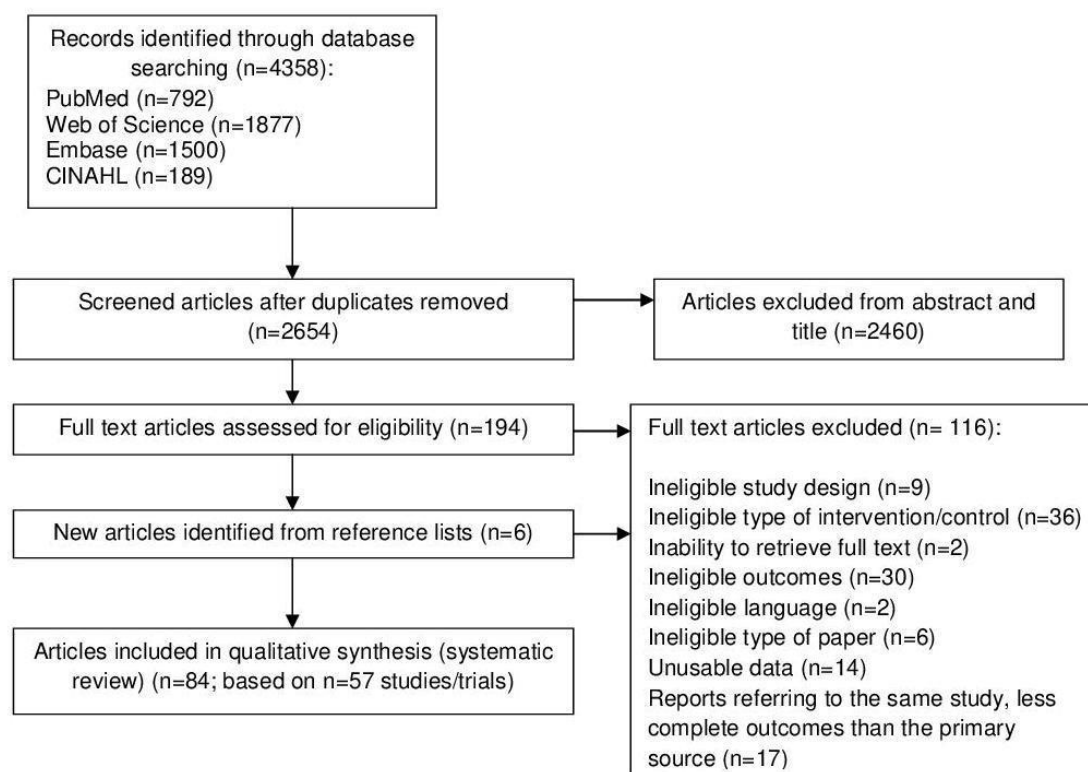 Records identified through database
searching (n=4358):
PubMed (n=792)
Web of Science (n=1877)
Embase (n=1500)
CINAHL (n=189)
Screened articles after duplicates removed
(n=2654)
Articles excluded from abstract and
title (n=2460)
Full text articles assessed for eligibility (n=194)
New articles identified from reference lists (n=6)
Full text articles excluded (n= 116):
Ineligible study design (n=9)
Ineligible type of intervention/control (n=36)
Inability to retrieve full text (n=2)
Ineligible outcomes (n=30)
Ineligible language (n=2)
Ineligible type of paper (n=6)
Unusable data (n=14)
Reports referring to the same study, less
complete outcomes than the primary
source (n=17)
Articles included in qualitative synthesis (systematic
review) (n=84; based on n=57 studies/trials)